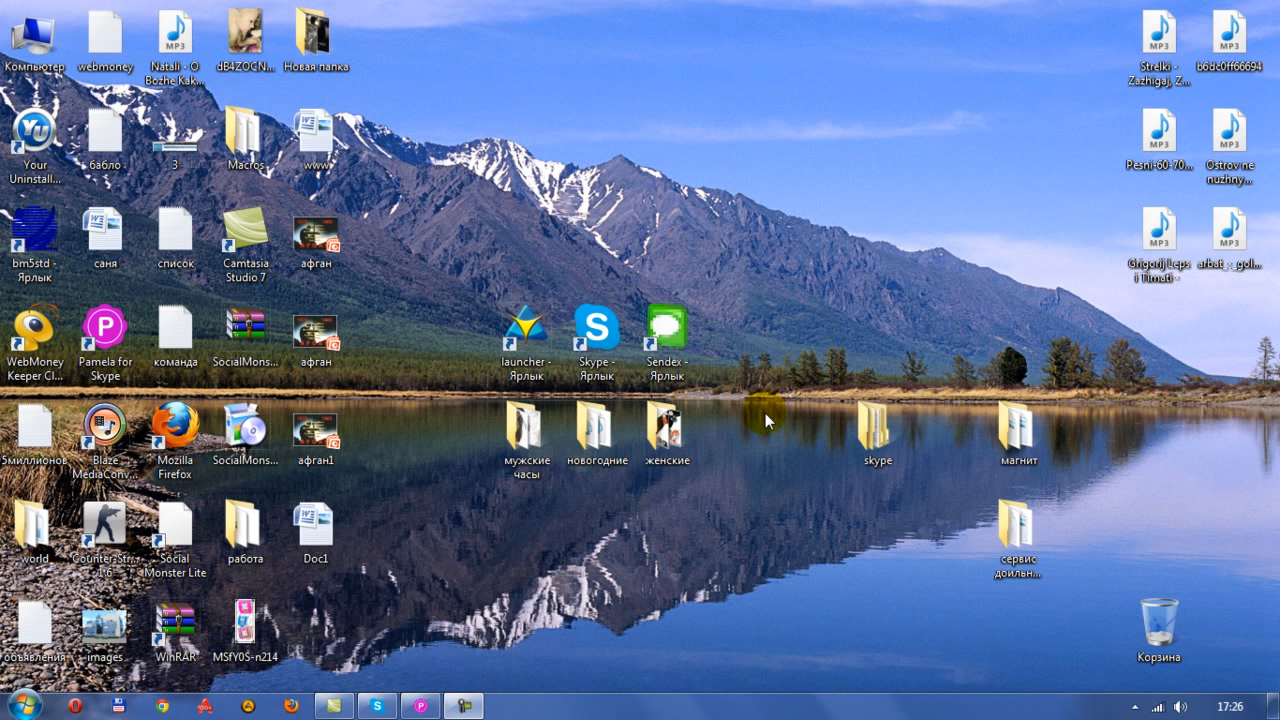 Компьютер
webmoney
Natali - O
Bozhe Kak...
dB4ZOCN...
Новая папка
Strelki -
Zazhigaj, Z...
b6dc0ff66694
Your
Uninstall...
бабло
3
Macros
www
Pesni-60-70...
Ostrov ne
nuzhny...
bm5std -
Ярлык
саня
список
Camtasia
Studio 7
афган
Grigorij Leps
i Timati -
arbat_-_gol...
WebMoney
Keeper Cl...
Pamela for
Skype
команда
SocialMons...
афган
launcher -
Ярлык
Skype -
Ярлык
Sendex -
Ярлык
5миллионов
Blaze
MediaConv...
Mozilla
Firefox
SocialMons...
афган1
мужские
часы
новогодние
женские
skype
магнит
world
Counter-Str...
1.6
Social
Monster Lite
работа
Doc1
сервис
доильн...
объявления
images
WinRAR
MSfY0S-n214
Корзина
17:26